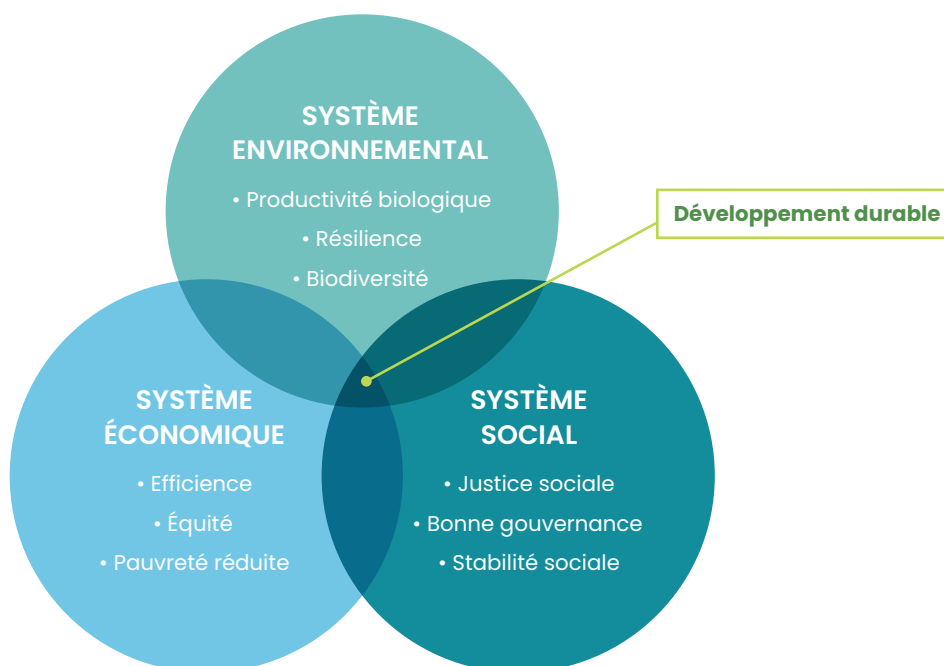 SYSTÈME
ENVIRONNEMENTAL
• Productivité biologique
• Résilience
• Biodiversité
Développement durable
SYSTÈME
ÉCONOMIQUE
• Efficience
• Équité
• Pauvreté réduite
SYSTÈME
SOCIAL
• Justice sociale
• Bonne gouvernance
• Stabilité sociale